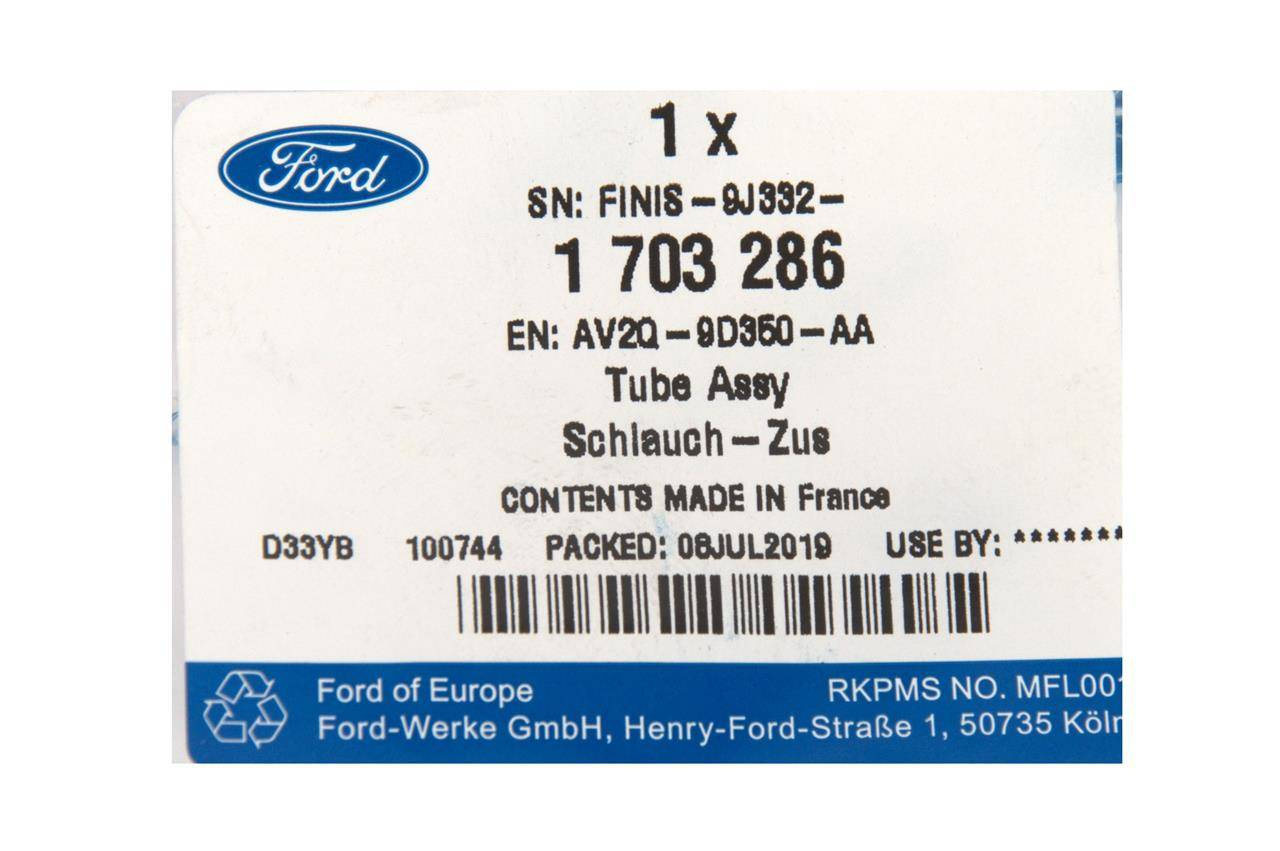 Ford
1 x
SN: FINIS-9J332-
1 703 286
EN: AV2Q-9D350-AA
Tube Assy
Schlauch-Zus
CONTENTS MADE IN France
D33YB 100744 PACKED: 06JUL2019 USE BY: *******
Ford of Europe RKPMS NO. MFL001
Ford-Werke GmbH, Henry-Ford-Straße 1, 50735 Köln